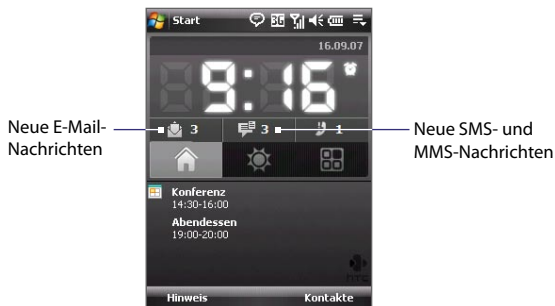 Start
16.09.07
9:16
3
3
1
Neue E-Mail-
Nachrichten
Neue SMS- und
MMS-Nachrichten
Konferenz
14:30-16:00
Abendessen
19:00-20:00
Hinweis
Kontakte